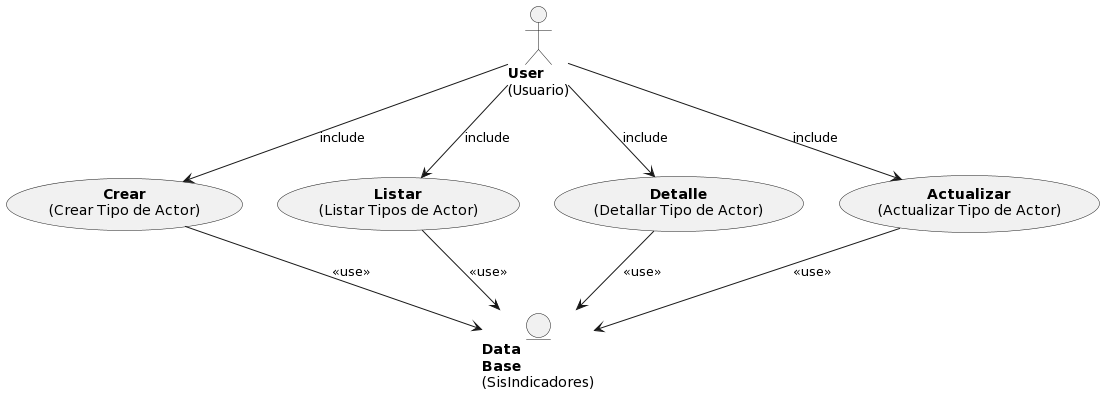 User
(Usuario)
include
include
include
include
Crear
(Crear Tipo de Actor)
Listar
(Listar Tipos de Actor)
Detalle
(Detallar Tipo de Actor)
Actualizar
(Actualizar Tipo de Actor)
«use»
«use»
«use»
«use»
Data
Base
(SisIndicadores)